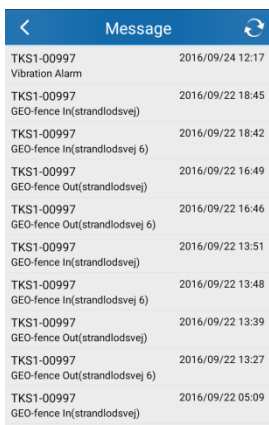 Message
TKS1-00997 2016/09/24 12:17
Vibration Alarm
TKS1-00997 2016/09/22 18:45
GEO-fence In(strandlodsvej)
TKS1-00997 2016/09/22 18:42
GEO-fence In(strandlodsvej 6)
TKS1-00997 2016/09/22 16:49
GEO-fence Out(strandlodsvej)
TKS1-00997 2016/09/22 16:46
GEO-fence Out(strandlodsvej 6)
TKS1-00997 2016/09/22 13:51
GEO-fence In(strandlodsvej)
TKS1-00997 2016/09/22 13:48
GEO-fence In(strandlodsvej 6)
TKS1-00997 2016/09/22 13:39
GEO-fence Out(strandlodsvej)
TKS1-00997 2016/09/22 13:27
GEO-fence Out(strandlodsvej 6)
TKS1-00997 2016/09/22 05:09
GEO-fence In(strandlodsvej)